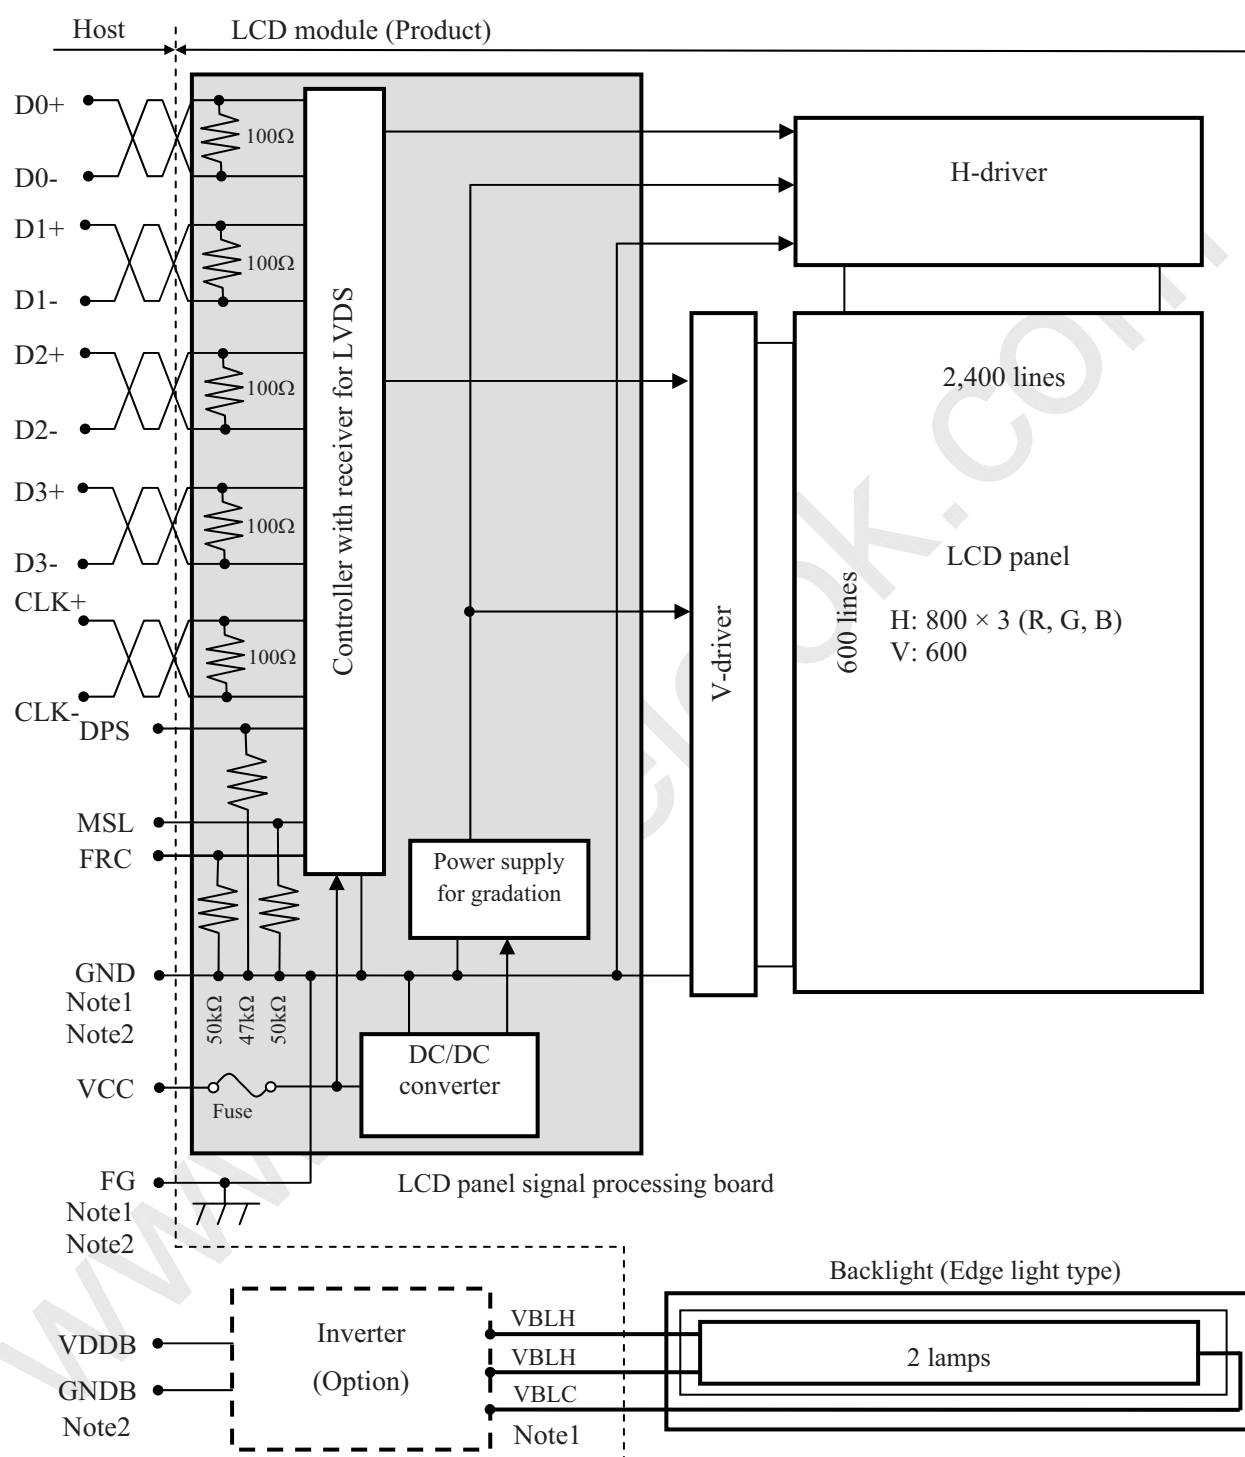 Host
LCD module (Product)
D0+
100Ω
D0-
H-driver
D1+
100Ω
D1-
D2+
100Ω
D2-
D3+
100Ω
D3-
CLK+
100Ω
CLK-
Controller with receiver for LVDS
2,400 lines
LCD panel
600 lines
H: 800 × 3 (R, G, B)
V: 600
V-driver
DPS
MSL
FRC
Power supply
for gradation
GND
Note1
Note2
50kΩ
47kΩ
50kΩ
DC/DC
converter
VCC
Fuse
FG
Note1
Note2
LCD panel signal processing board
Backlight (Edge light type)
VDDB
GNDB
Note2
Inverter
(Option)
VBLH
VBLH
VBLC
Note1
2 lamps